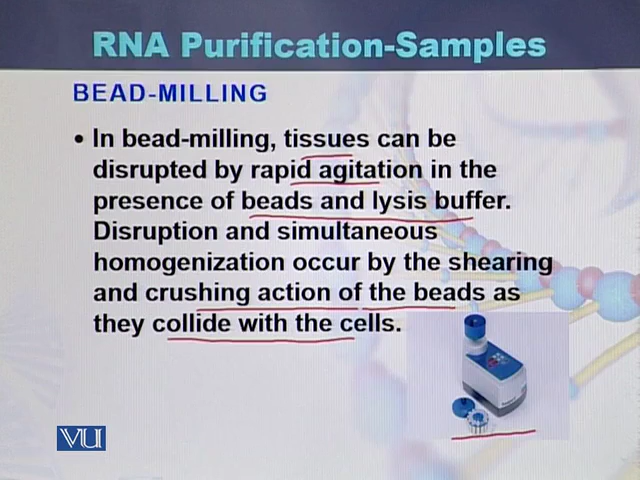 RNA Purification-Samples
BEAD-MILLING
• In bead-milling, tissues can be
disrupted by rapid agitation in the
presence of beads and lysis buffer.
Disruption and simultaneous
homogenization occur by the shearing
and crushing action of the beads as
they collide with the cells.
VU